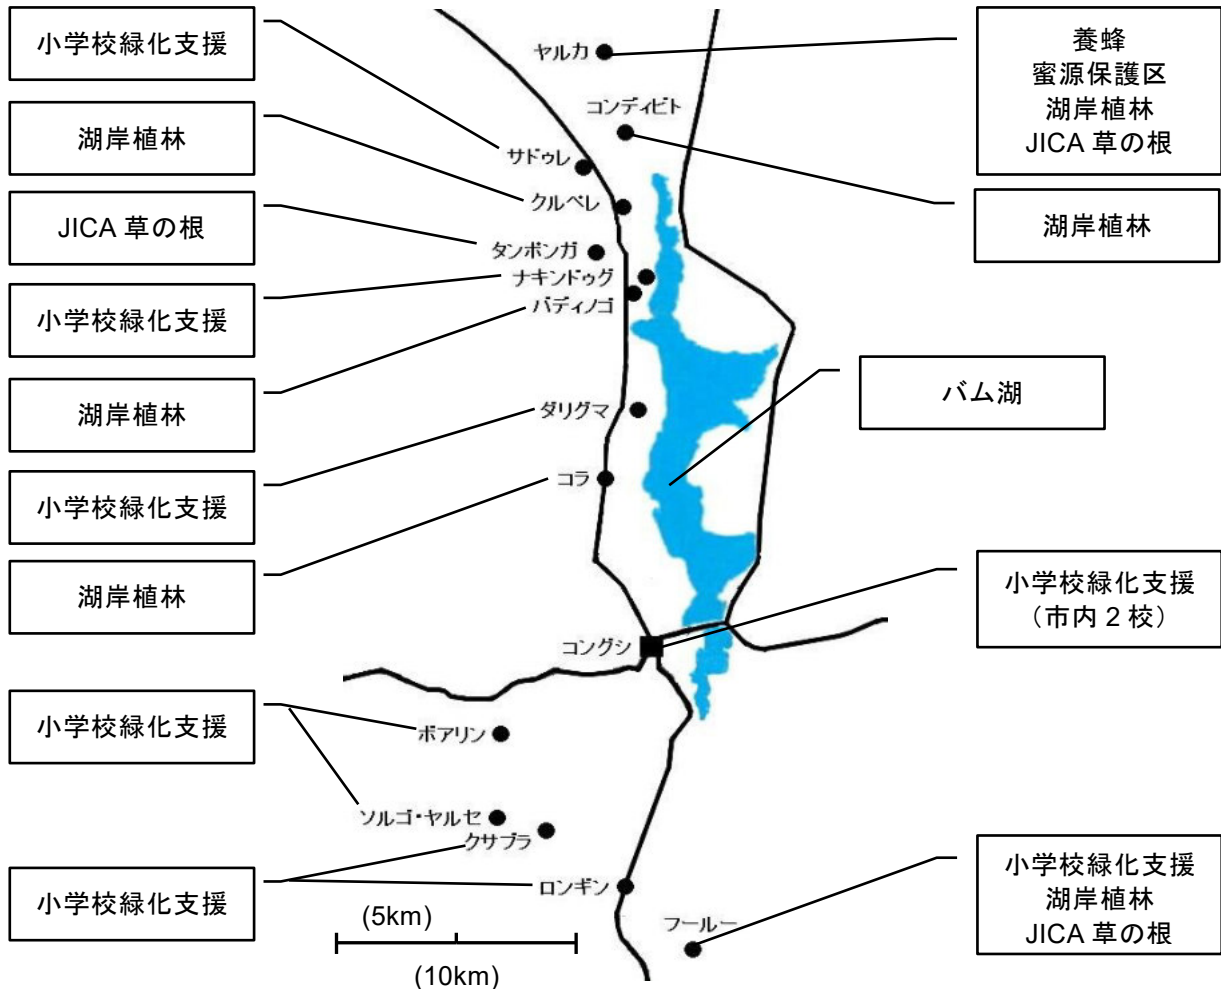 小学校緑化支援
湖岸植林
JICA 草の根
小学校緑化支援
湖岸植林
小学校緑化支援
湖岸植林
小学校緑化支援
小学校緑化支援
ヤルカ
コンディビト
サドゥレ
クルベレ
タンポンガ
ナキンドゥグ
バディノゴ
ダリグマ
コラ
コングシ
ボアリン
ソルゴ・ヤルセ
クサブラ
ロンギン
フールー
(5km)
(10km)
養蜂
蜜源保護区
湖岸植林
JICA 草の根
湖岸植林
バム湖
小学校緑化支援
（市内 2 校）
小学校緑化支援
湖岸植林
JICA 草の根